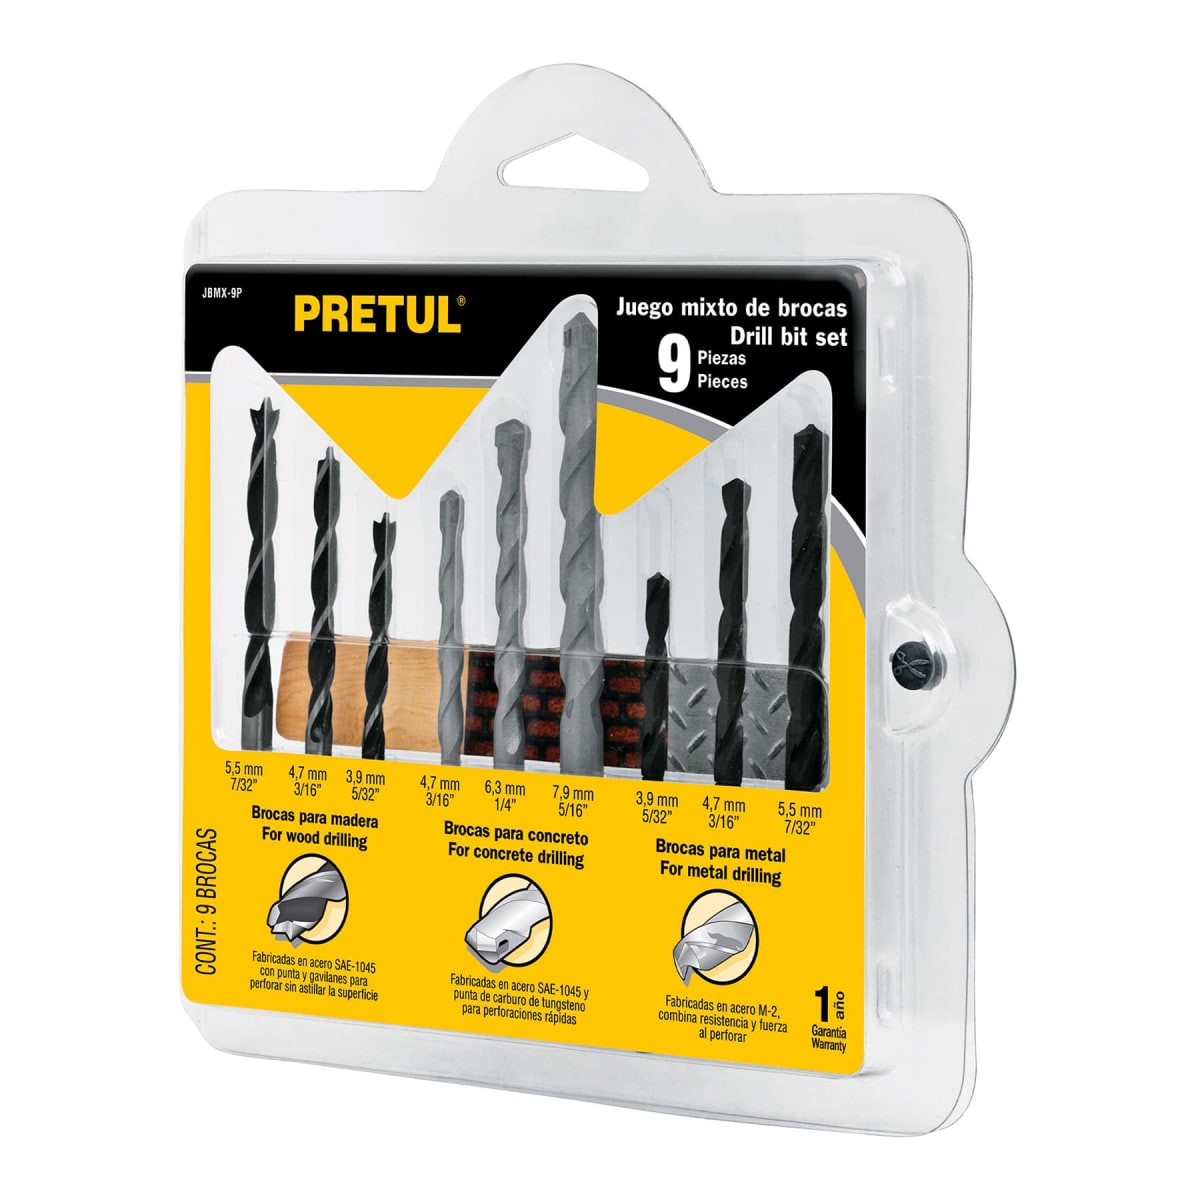 JBMX-9P
PRETUL®
Juego mixto de brocas
Drill bit set
9 Piezas
Pieces
5,5 mm
7/32”
4,7 mm
3/16”
3,9 mm
5/32”
Brocas para madera
For wood drilling
Fabricadas en acero SAE-1045
con punta y gavilanes para
perforar sin astillar la superficie
4,7 mm
3/16”
6,3 mm
1/4”
7,9 mm
5/16”
Brocas para concreto
For concrete drilling
Fabricadas en acero SAE-1045 y
punta de carburo de tungsteno
para perforaciones rápidas
3,9 mm
5/32”
4,7 mm
3/16”
5,5 mm
7/32”
Brocas para metal
For metal drilling
Fabricadas en acero M-2,
combina resistencia y fuerza
al perforar
CONT.: 9 BROCAS
1 año
Garantía
Warranty